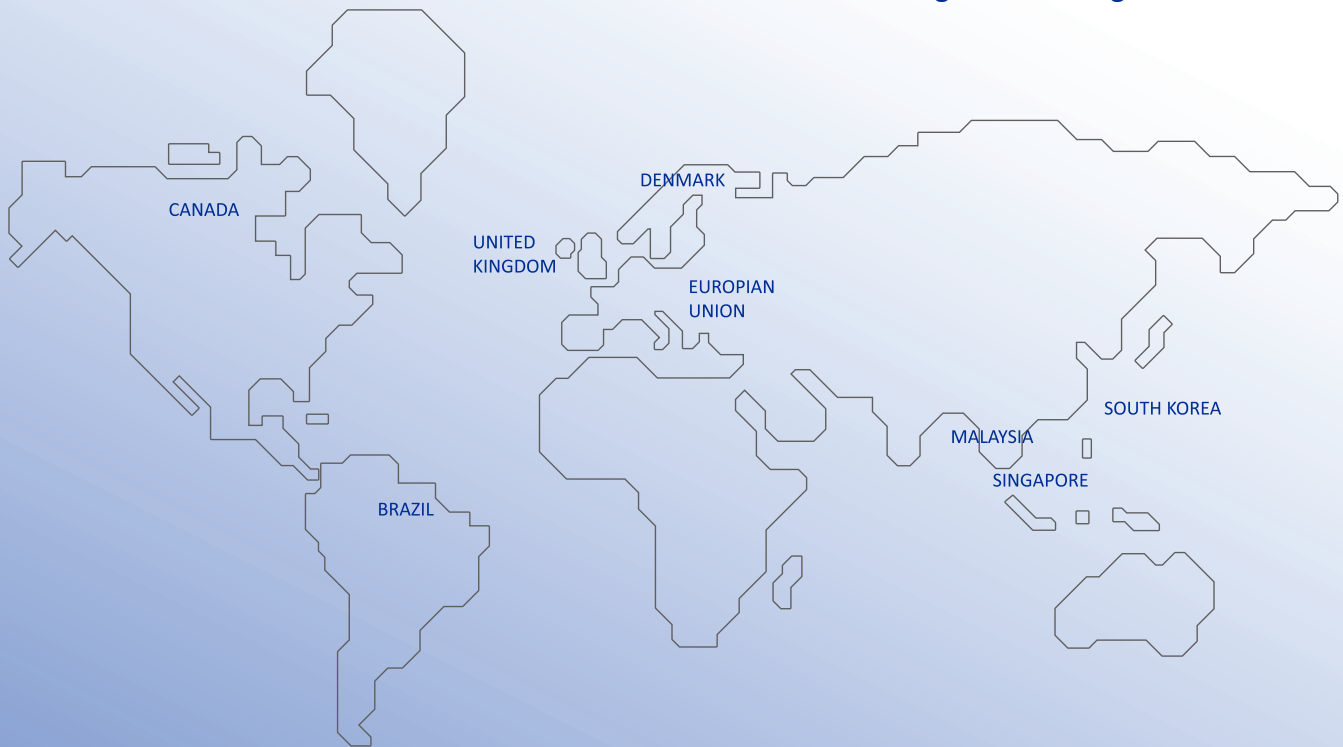 DENMARK
CANADA
UNITED
KINGDOM
EUROPIAN
UNION
SOUTH KOREA
MALAYSIA
SINGAPORE
BRAZIL